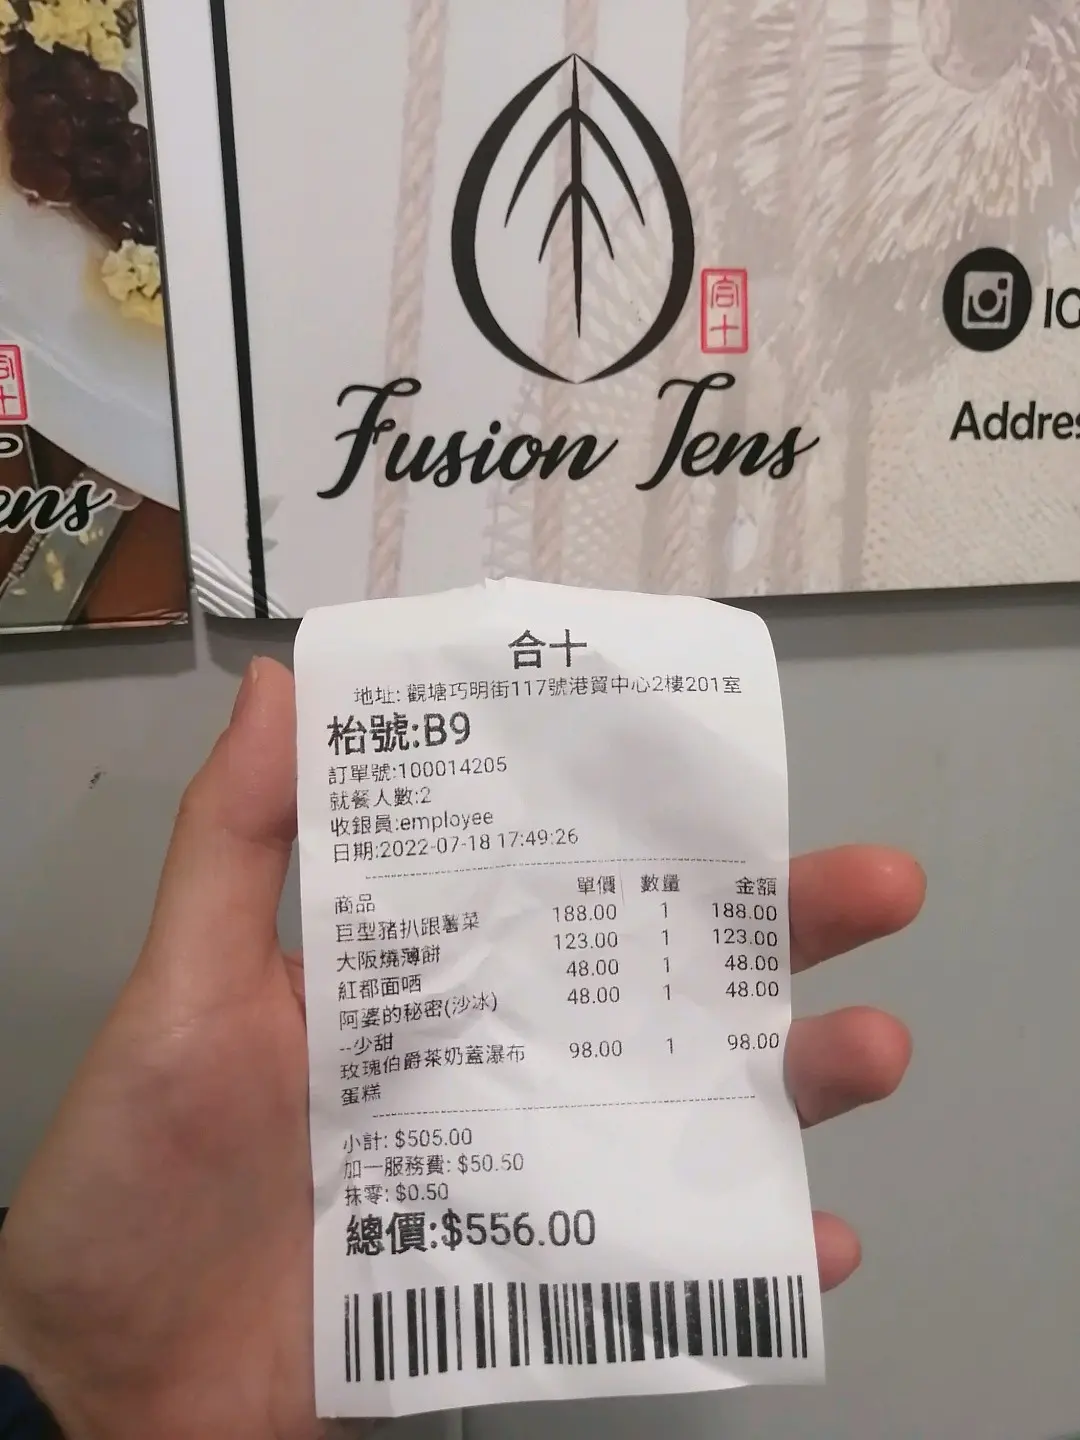 合十
IG
Addres
Fusion Tens
合十
ens
合十
地址: 觀塘巧明街117號港貿中心2樓201室
枱號:B9
訂單號:100014205
就餐人數:2
收銀員:employee
日期:2022-07-18 17:49:26
商品 單價 數量 金額
巨型豬扒跟薯菜 188.00 1 188.00
大阪燒薄餅 123.00 1 123.00
紅都面哂 48.00 1 48.00
阿婆的秘密(沙冰) 48.00 1 48.00
--少甜
玫瑰伯爵茶奶蓋瀑布 98.00 1 98.00
蛋糕
小計: $505.00
加一服務費: $50.50
抹零: $0.50
總價:$556.00